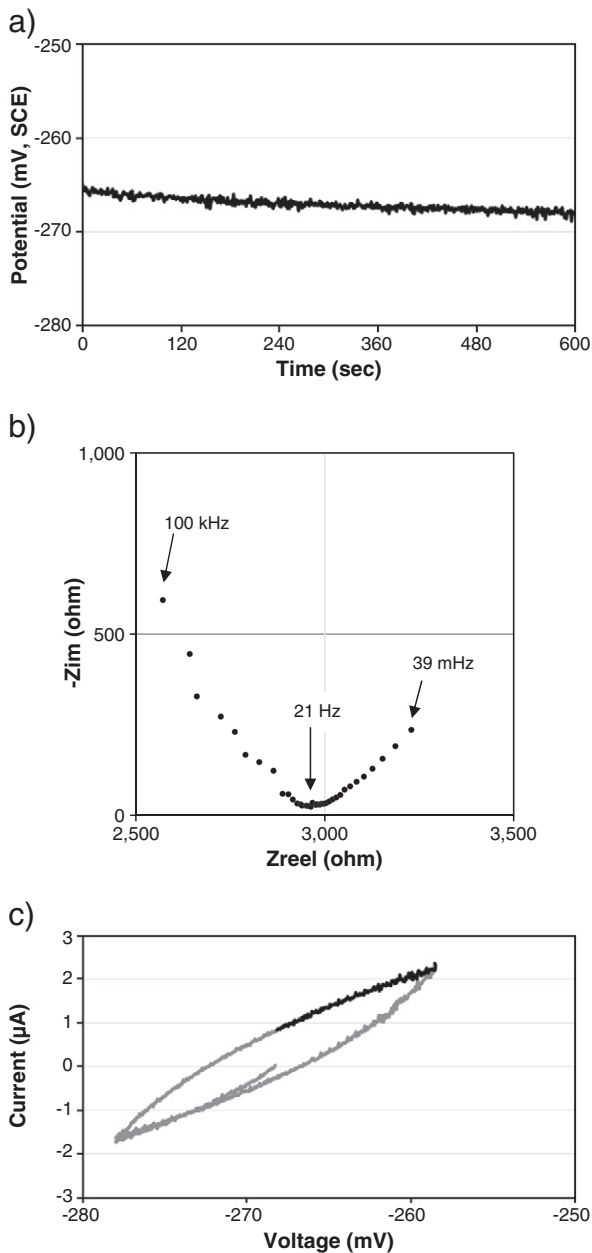 a)
-250
-260
-270
-280
Potential (mV, SCE)
0 120 240 360 480 600
Time (sec)
b)
1,000
500
0
-Zim (ohm)
100 kHz
39 mHz
21 Hz
2,500 3,000 3,500
Zreel (ohm)
c)
3
2
1
0
-1
-2
-3
Current (µA)
-280 -270 -260 -250
Voltage (mV)